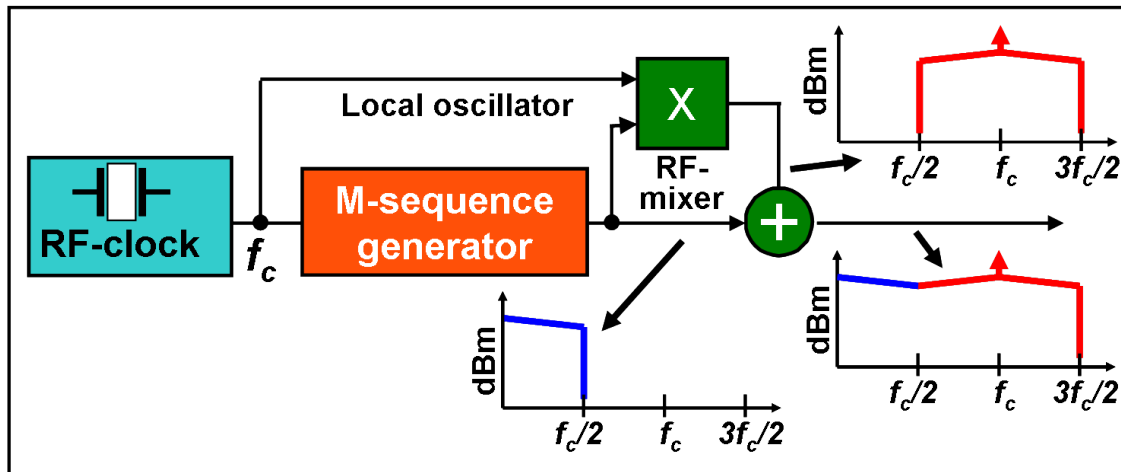 dBm
f_c/2
f_c
3f_c/2
Local oscillator
X
RF-
mixer
RF-clock
f_c
M-sequence
generator
+
dBm
f_c/2
f_c
3f_c/2
dBm
f_c/2
f_c
3f_c/2